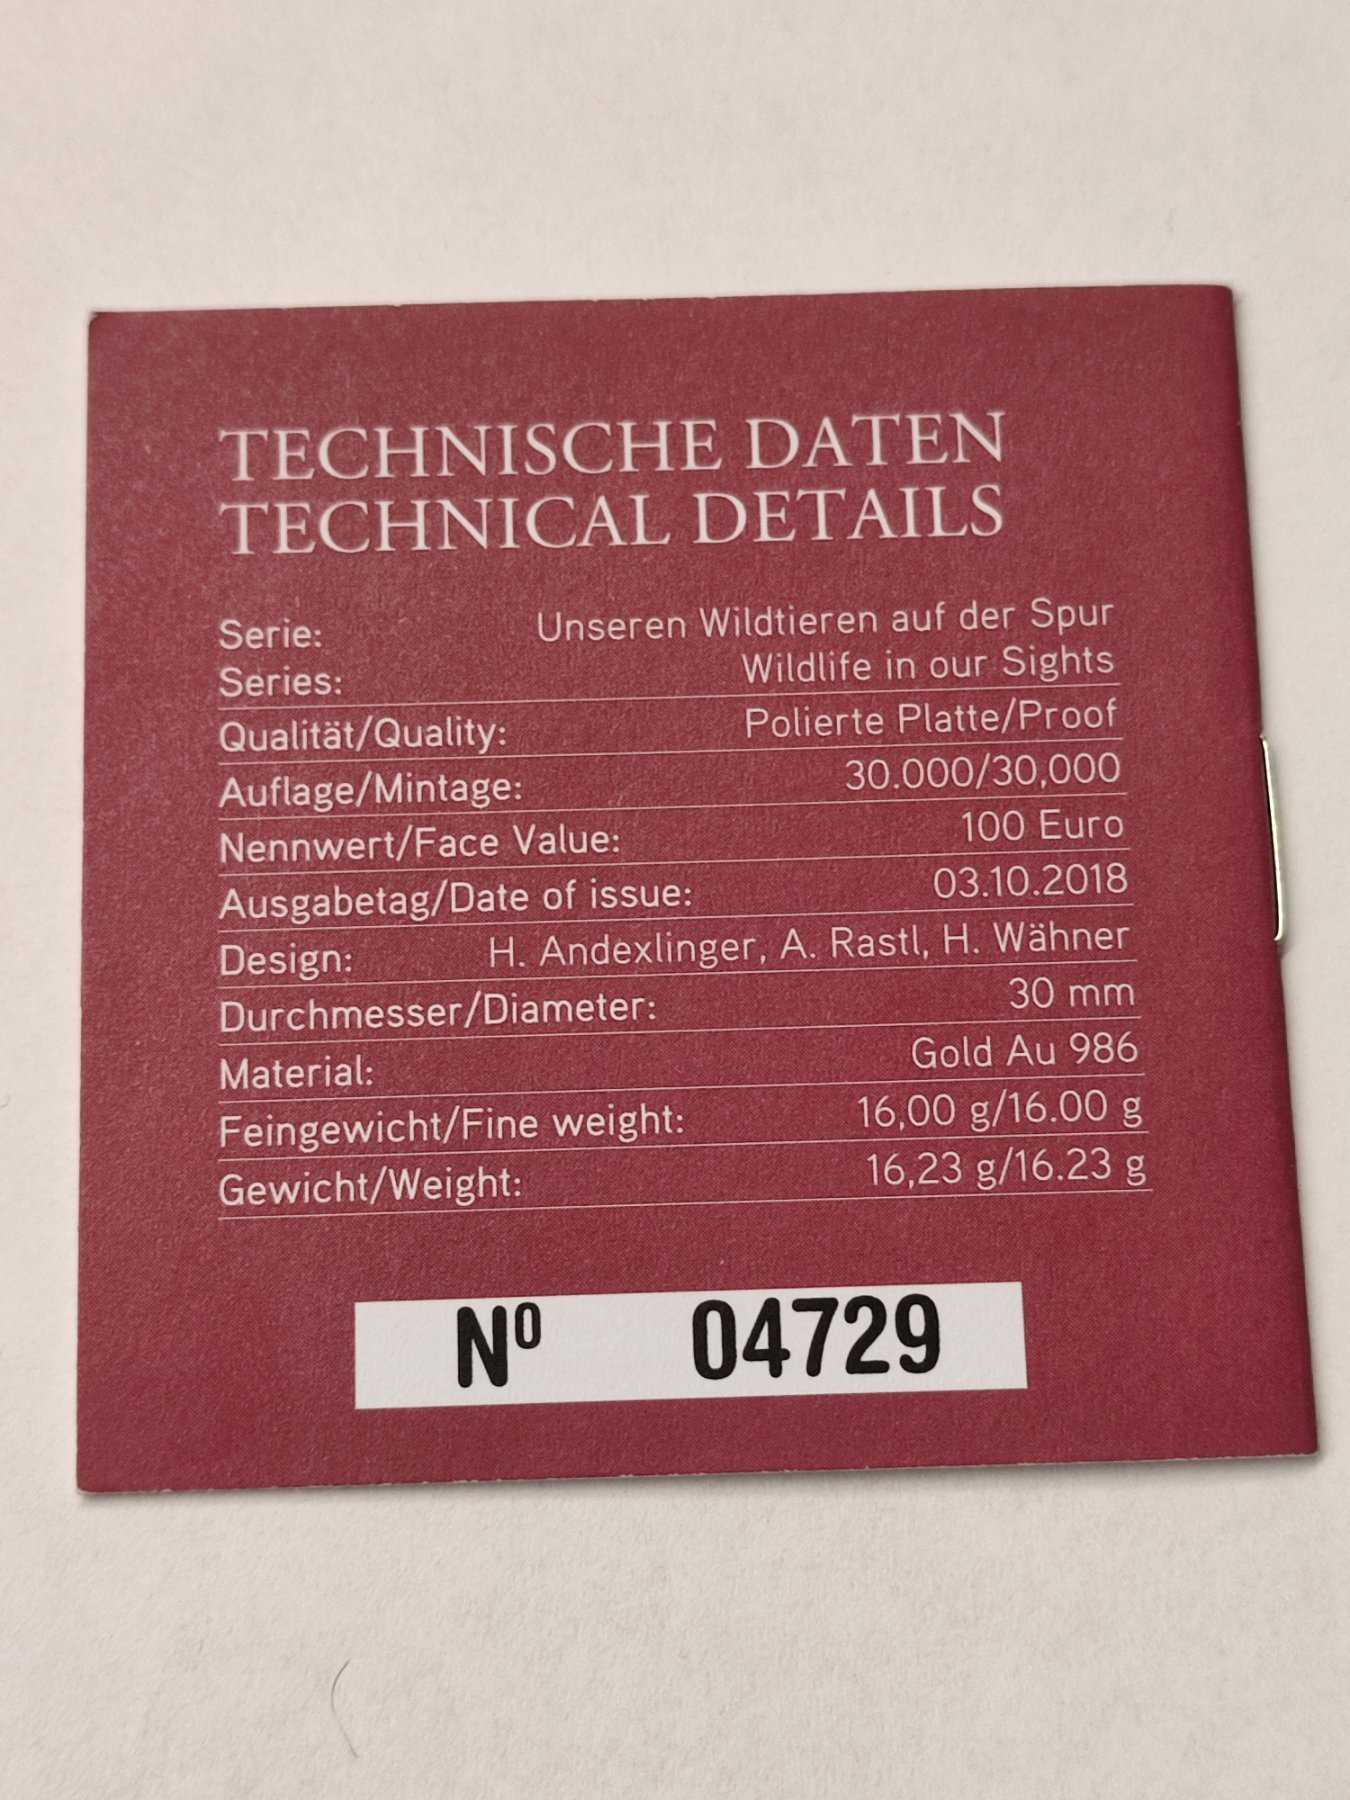 TECHNISCHE DATEN
TECHNICAL DETAILS
Serie: Unseren Wildtieren auf der Spur
Series: Wildlife in our Sights
Qualität/Quality: Polierte Platte/Proof
Auflage/Mintage: 30.000/30,000
Nennwert/Face Value: 100 Euro
Ausgabetag/Date of issue: 03.10.2018
Design: H. Andexlinger, A. Rastl, H. Wähner
Durchmesser/Diameter: 30 mm
Material: Gold Au 986
Feingewicht/Fine weight: 16,00 g/16.00 g
Gewicht/Weight: 16,23 g/16.23 g
Nº 04729